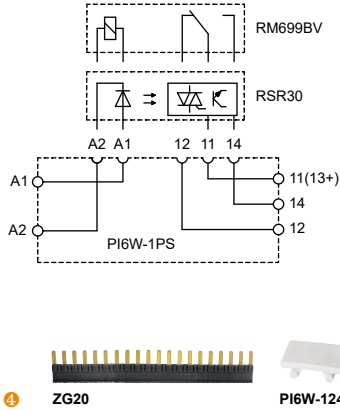 RM699BV
RSR30
A2 A1 12 11 14
A1
11(13+)
14
A2
12
PI6W-1PS
4 ZG20 PI6W-124